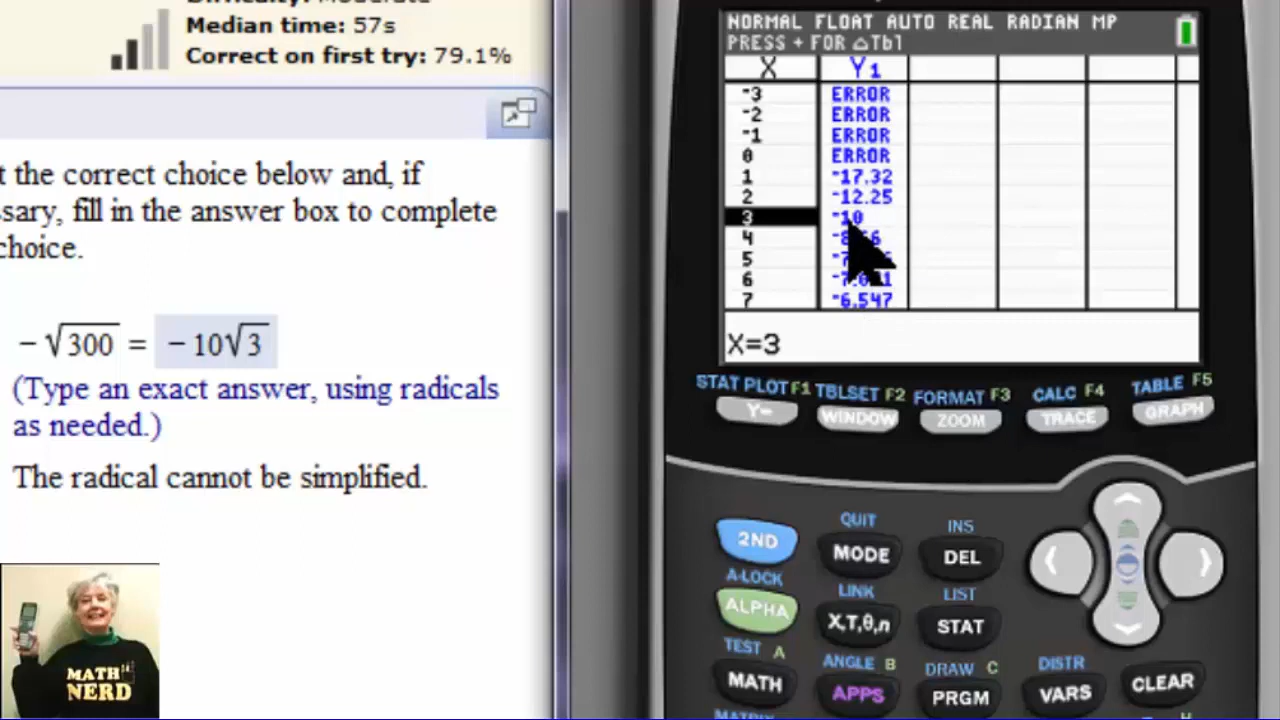 Median time: 57s
Correct on first try: 79.1%
t the correct choice below and, if
ssary, fill in the answer box to complete
choice.
−√300 = −10√3
(Type an exact answer, using radicals
as needed.)
The radical cannot be simplified.
MATH
NERD
NORMAL FLOAT AUTO REAL RADIAN MP
PRESS + FOR △Tbl
X Y1
-3 ERROR
-2 ERROR
-1 ERROR
0 ERROR
1 -17.32
2 -12.25
3 -10
4
5
6
7 -6.547
X=3
STAT PLOT F1 TBLSET F2 FORMAT F3 CALC F4 TABLE F5
Y= WINDOW ZOOM TRACE GRAPH
QUIT INS
2ND MODE DEL
A-LOCK LINK LIST
ALPHA X,T,θ,n STAT
TEST A ANGLE B DRAW C DISTR
MATH APPS PRGM VARS CLEAR